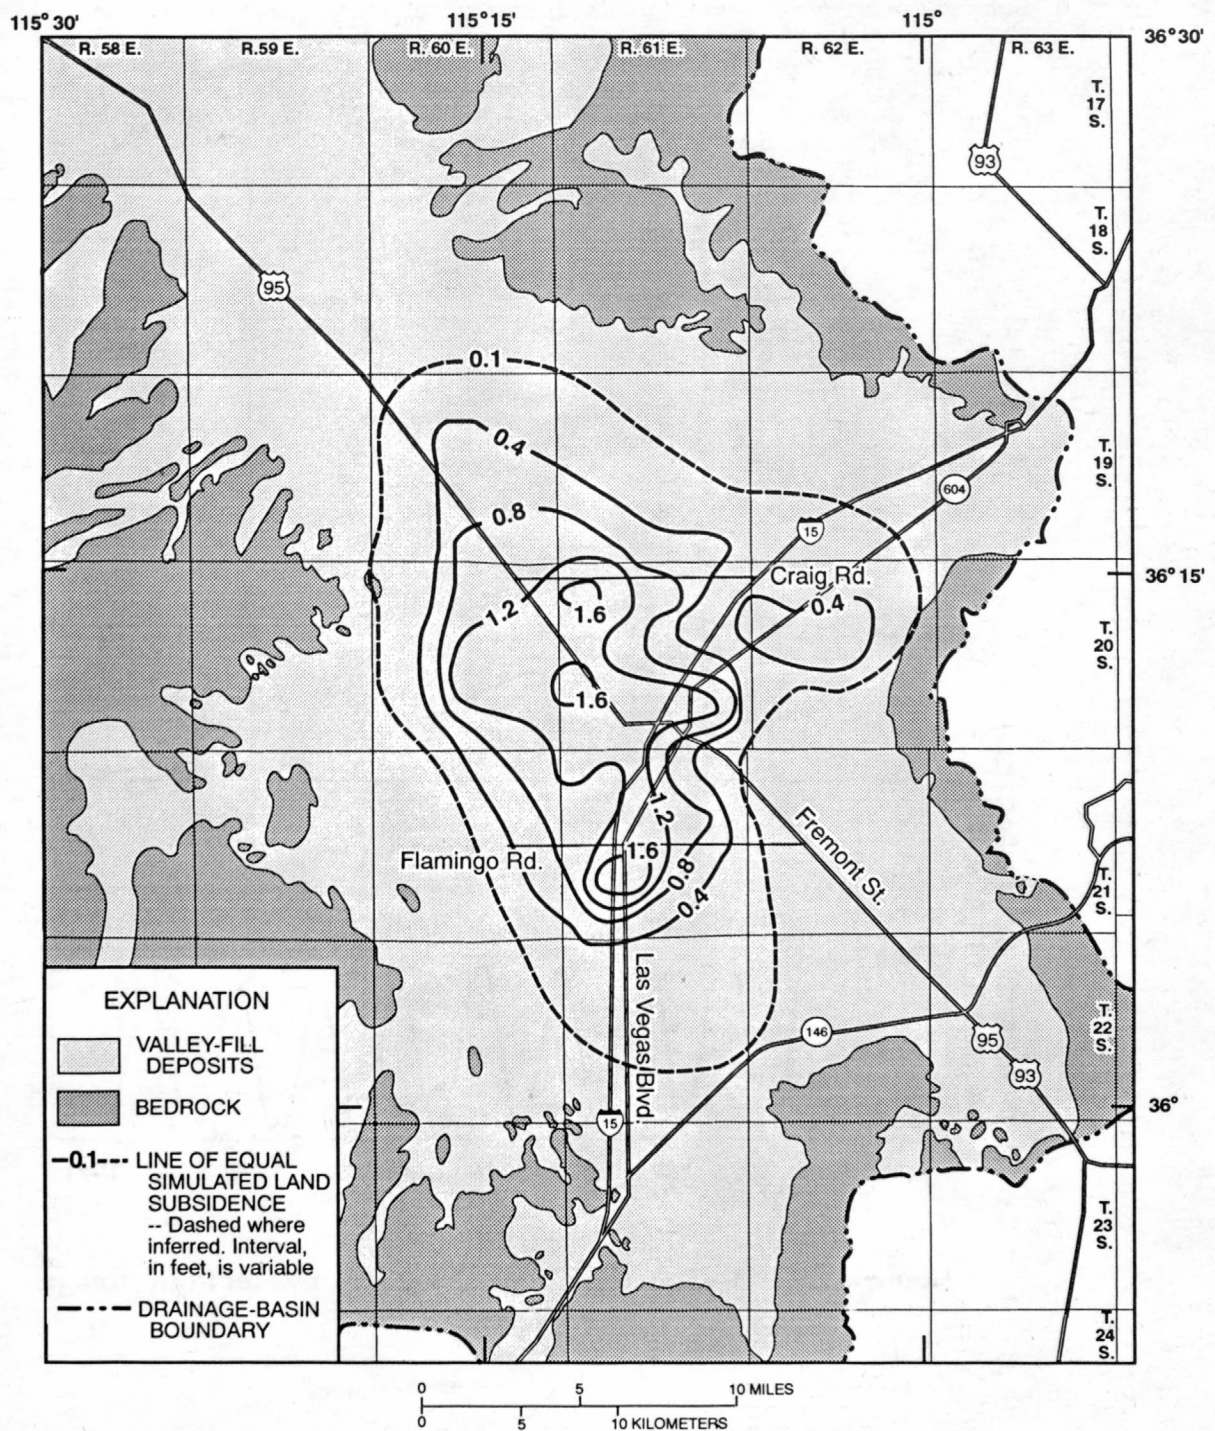 115° 30'
115° 15'
115°
36° 30'
R. 58 E.
R.59 E.
R. 60 E.
R. 61 E.
R. 62 E.
R. 63 E.
T.
17
S.
93
T.
18
S.
95
0.1
0.4
T.
19
S.
604
0.8
15
Craig Rd.
36° 15'
1.2
1.6
0.4
T.
20
S.
1.6
1.2
Fremont St.
Flamingo Rd.
1.6
0.8
0.4
T.
21
S.
Las Vegas Blvd.
146
T.
22
S.
95
93
36°
15
T.
23
S.
T.
24
S.
EXPLANATION
VALLEY-FILL
DEPOSITS
BEDROCK
0.1 LINE OF EQUAL
SIMULATED LAND
SUBSIDENCE
-- Dashed where
inferred. Interval,
in feet, is variable
DRAINAGE-BASIN
BOUNDARY
0 5 10 MILES
0 5 10 KILOMETERS